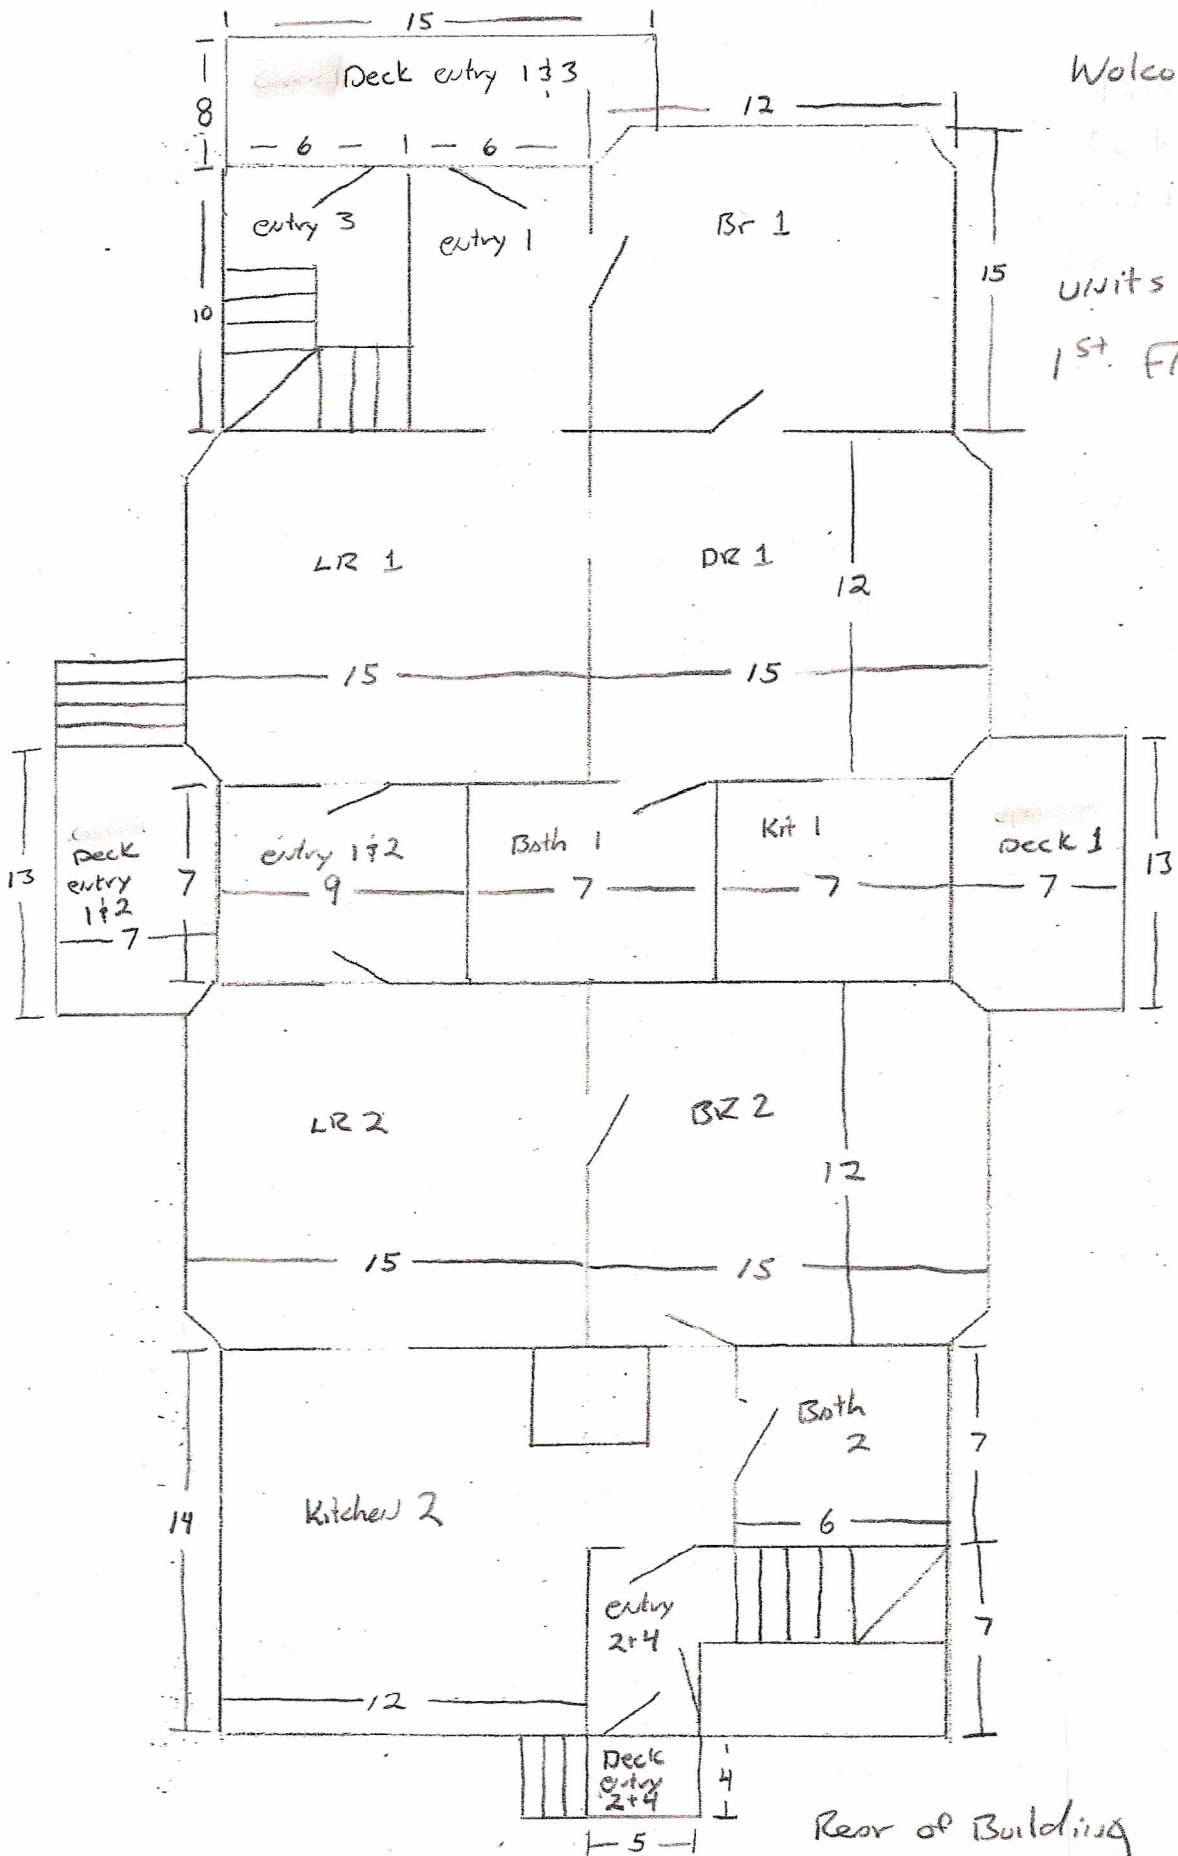 15
Deck entry 1 & 3
Wolco
12
8
6 1 6
entry 3
entry 1
Br 1
15
10
units
1st. Fl
LR 1
DR 1
12
15
15
13
Deck
entry
1 & 2
7
7
entry 1 & 2
9
Bath 1
7
Kit 1
7
Deck 1
7
13
LR 2
BR 2
12
15
15
Bath
2
7
14
Kitchen 2
6
entry
2+4
7
12
Deck
entry
2+4
4
5
Rear of Building